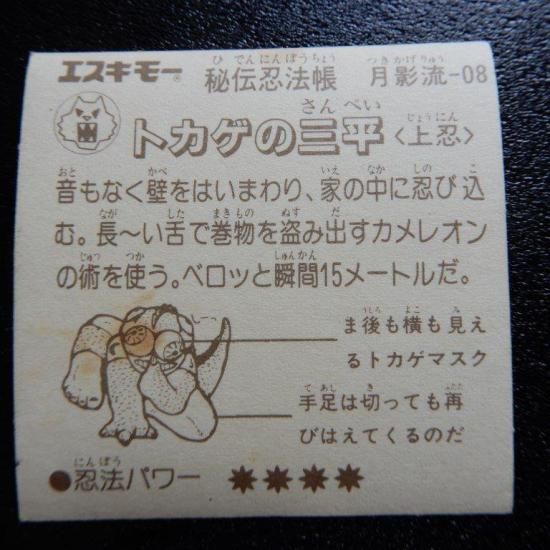 エスキモー® 秘伝忍法帳 月影流-08
トカゲの三平〈上忍〉
音もなく壁をはいまわり、家の中に忍び込
む。長〜い舌で巻物を盗み出すカメレオン
の術を使う。ベロッと瞬間15メートルだ。
ま後も横も見え
るトカゲマスク
手足は切っても再
びはえてくるのだ
●忍法パワー ✸✸✸✸